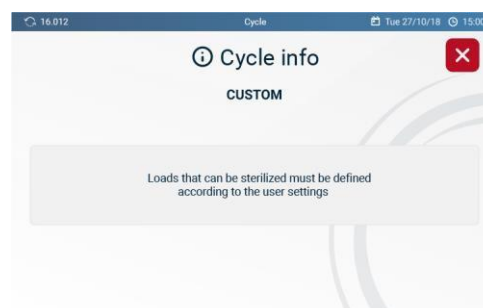 16.012 Cycle Tue 27/10/18 15:00
Cycle info
CUSTOM
Loads that can be sterilized must be defined
according to the user settings